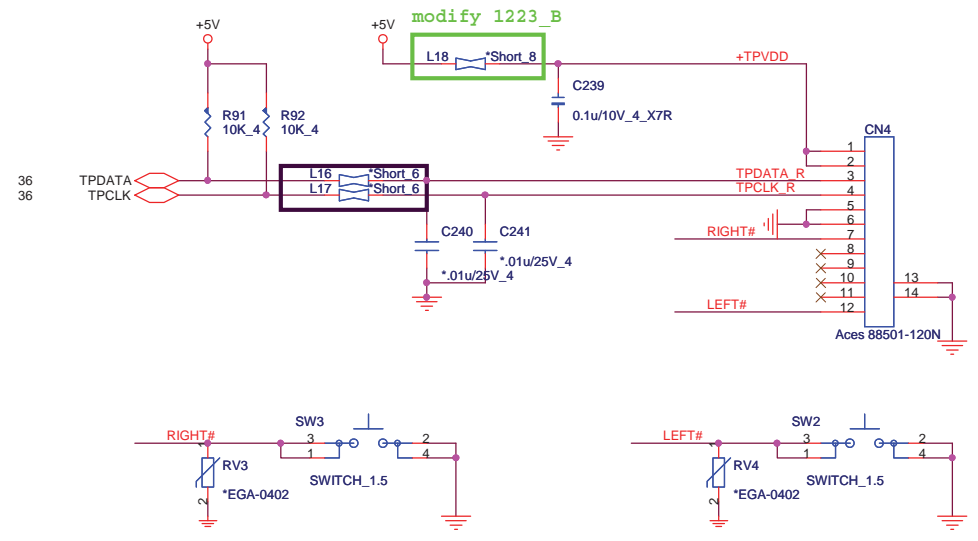 modify 1223_B
+5V
+5V
L18
*Short_8
+TPVDD
C239
0.1u/10V_4_X7R
R91
10K_4
R92
10K_4
CN4
1
2
3
4
5
6
7
8
9
10
11
12
13
14
Aces 88501-120N
36
TPDATA
36
TPCLK
L16
*Short_6
L17
*Short_6
TPDATA_R
TPCLK_R
RIGHT#
LEFT#
C240
*.01u/25V_4
C241
*.01u/25V_4
RIGHT#
1
RV3
2
*EGA-0402
SW3
3
1
2
4
SWITCH_1.5
LEFT#
1
RV4
2
*EGA-0402
SW2
3
1
2
4
SWITCH_1.5